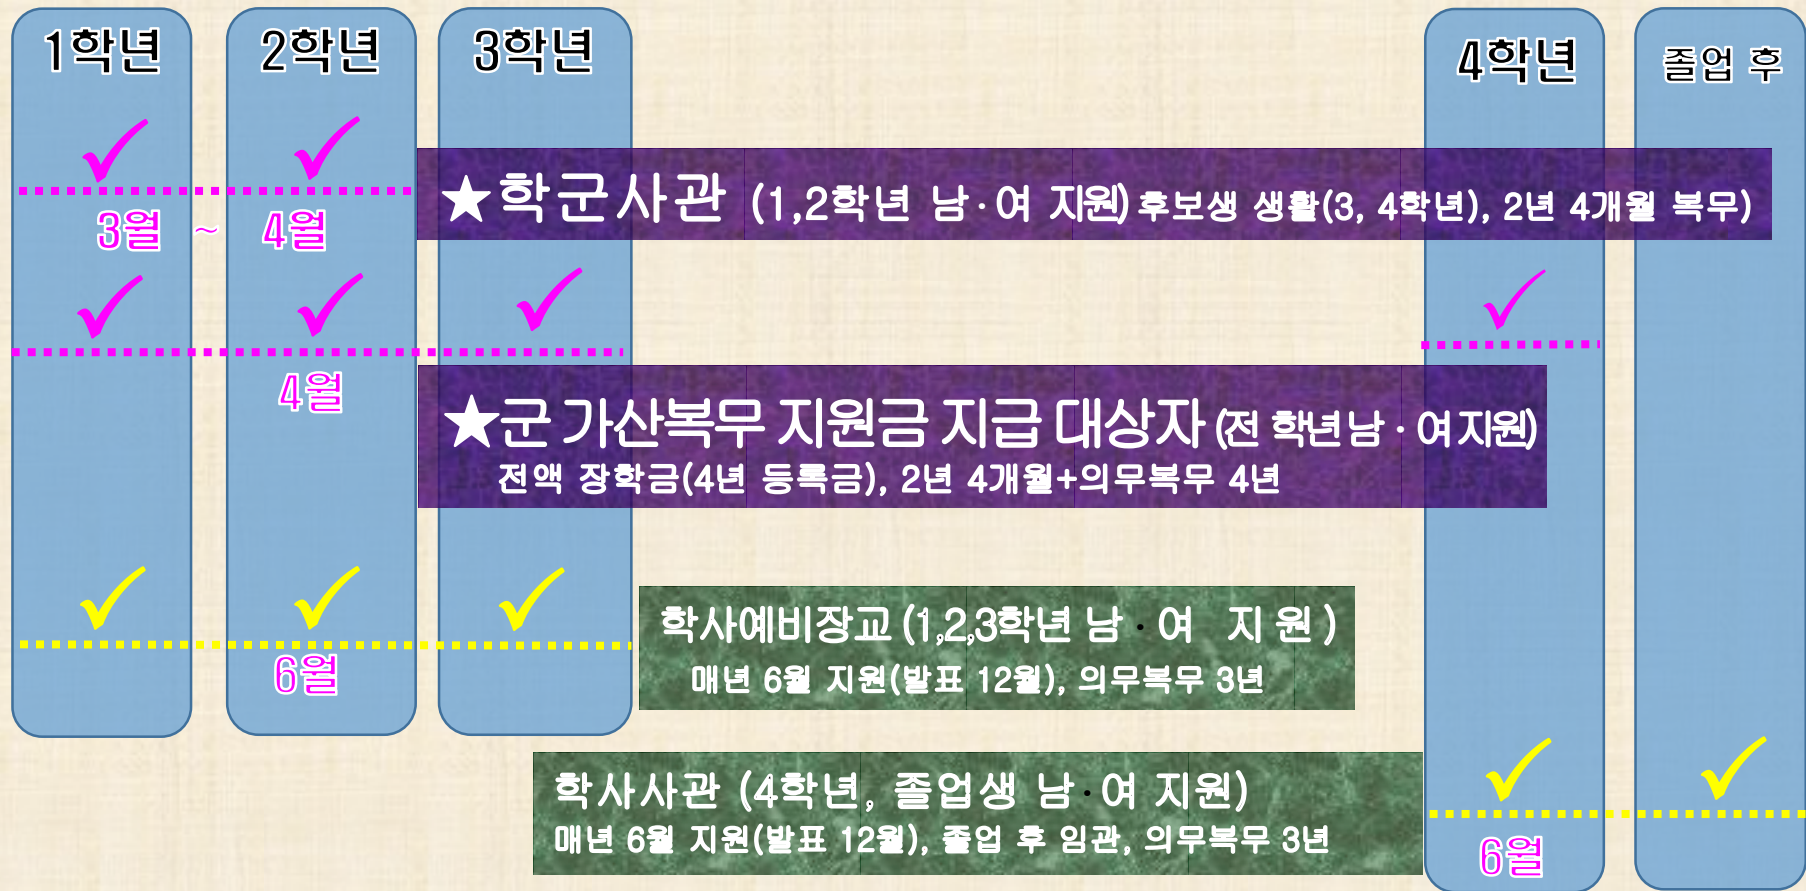 1학년
2학년
3학년
4학년
졸업 후
★학군사관 (1,2학년 남·여 지원) 후보생 생활(3, 4학년), 2년 4개월 복무)
3월 ~ 4월
4월
★군 가산복무 지원금 지급 대상자 (전 학년남·여지원)
전액 장학금(4년 등록금), 2년 4개월+의무복무 4년
학사예비장교 (1,2,3학년 남·여 지원)
매년 6월 지원(발표 12월), 의무복무 3년
6월
학사사관 (4학년, 졸업생 남·여 지원)
매년 6월 지원(발표 12월), 졸업 후 임관, 의무복무 3년
6월